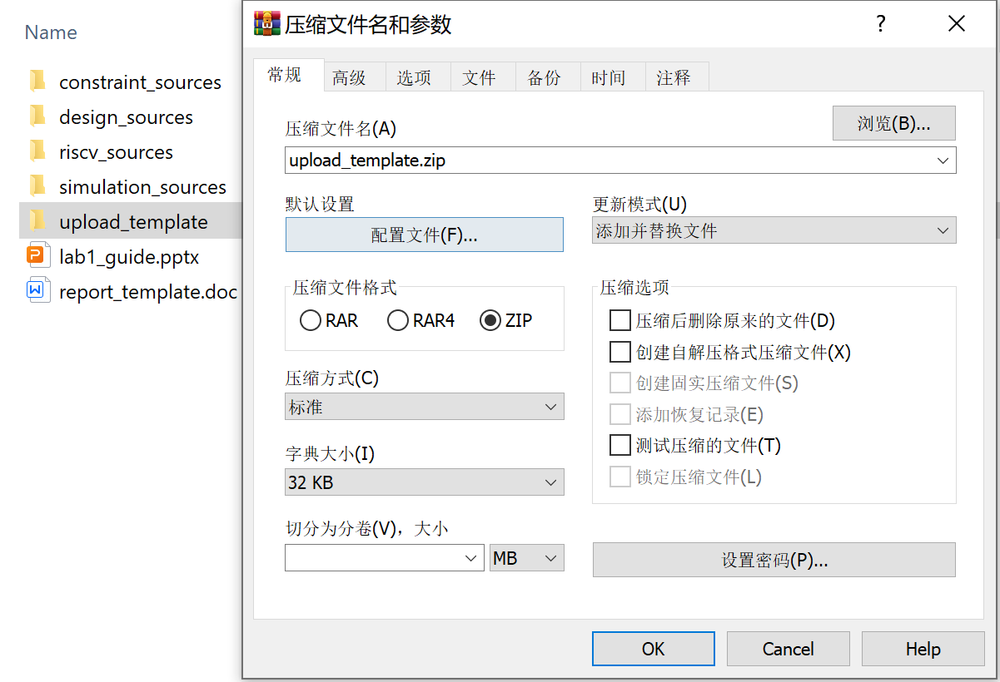 Name
constraint_sources
design_sources
riscv_sources
simulation_sources
upload_template
lab1_guide.pptx
report_template.doc
压缩文件名和参数
?
常规 高级 选项 文件 备份 时间 注释
压缩文件名(A)
浏览(B)...
upload_template.zip
默认设置
配置文件(F)...
更新模式(U)
添加并替换文件
压缩文件格式
RAR RAR4 ZIP
压缩方式(C)
标准
字典大小(I)
32 KB
切分为分卷(V)，大小
MB
压缩选项
压缩后删除原来的文件(D)
创建自解压格式压缩文件(X)
创建固实压缩文件(S)
添加恢复记录(E)
测试压缩的文件(T)
锁定压缩文件(L)
设置密码(P)...
OK Cancel Help